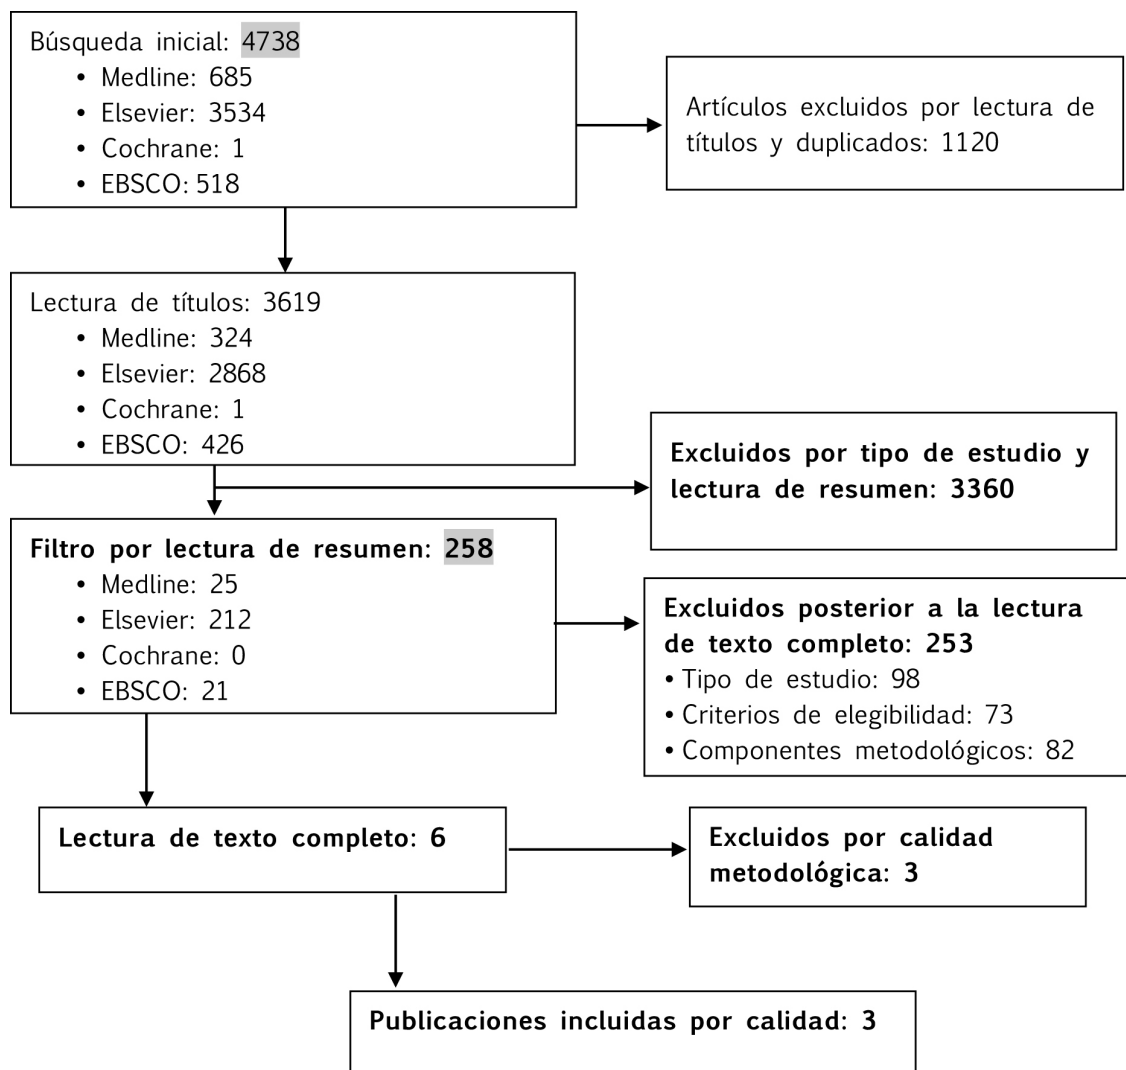 Búsqueda inicial: 4738
• Medline: 685
• Elsevier: 3534
• Cochrane: 1
• EBSCO: 518
Artículos excluidos por lectura de
títulos y duplicados: 1120
Lectura de títulos: 3619
• Medline: 324
• Elsevier: 2868
• Cochrane: 1
• EBSCO: 426
Excluidos por tipo de estudio y
lectura de resumen: 3360
Filtro por lectura de resumen: 258
• Medline: 25
• Elsevier: 212
• Cochrane: 0
• EBSCO: 21
Excluidos posterior a la lectura
de texto completo: 253
• Tipo de estudio: 98
• Criterios de elegibilidad: 73
• Componentes metodológicos: 82
Lectura de texto completo: 6
Excluidos por calidad
metodológica: 3
Publicaciones incluidas por calidad: 3